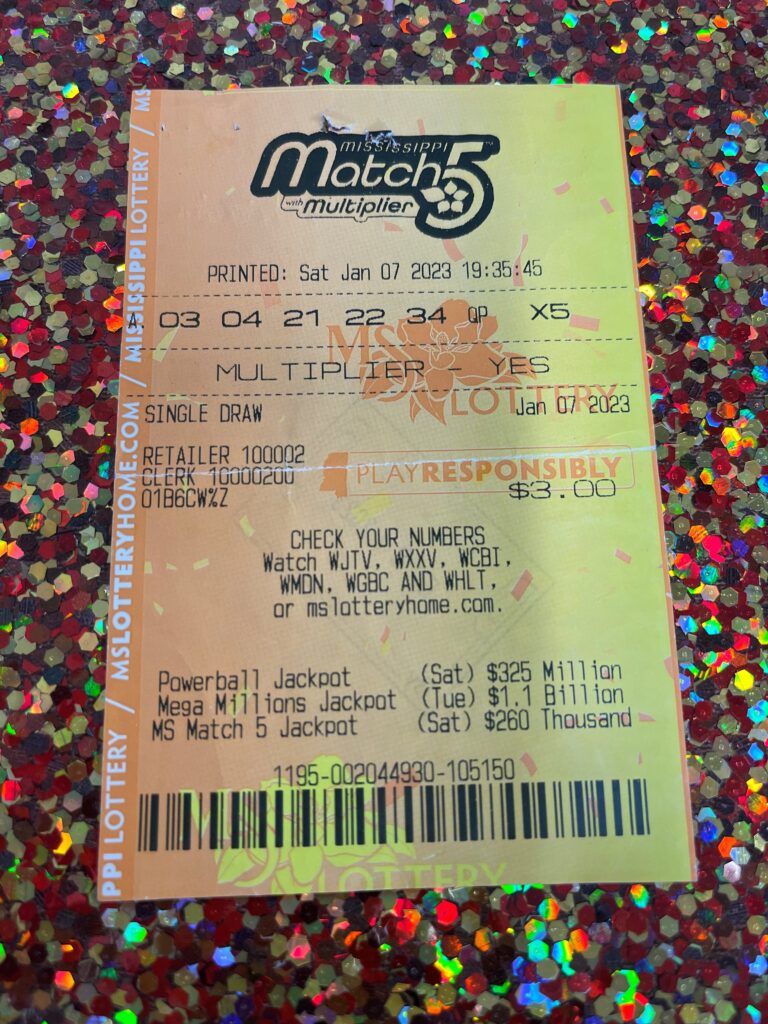 MISSISSIPPI
Match 5™
with Multiplier
PRINTED: Sat Jan 07 2023 19:35:45
A. 03 04 21 22 34 QP X5
MULTIPLIER - YES
MS LOTTERY
SINGLE DRAW Jan 07 2023
RETAILER 100002
CLERK 10000200
PLAY RESPONSIBLY
01B6CW%Z $3.00
CHECK YOUR NUMBERS
Watch WJTV, WXXV, WCBI,
WMDN, WGBC AND WHLT,
or mslotteryhome.com.
Powerball Jackpot (Sat) $325 Million
Mega Millions Jackpot (Tue) $1.1 Billion
MS Match 5 Jackpot (Sat) $260 Thousand
1195-002044930-105150
MS LOTTERY
PPI LOTTERY / MSLOTTERYHOME.COM / MISSISSIPPI LOTTERY / MS